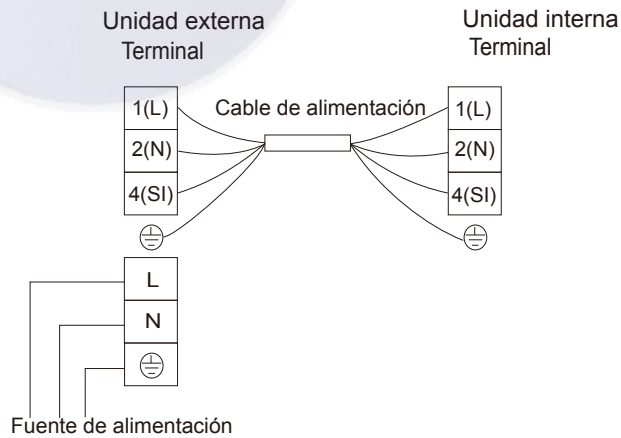 Unidad externa
Terminal
Unidad interna
Terminal
Cable de alimentación
1(L)
2(N)
4(SI)
1(L)
2(N)
4(SI)
L
N
Fuente de alimentación